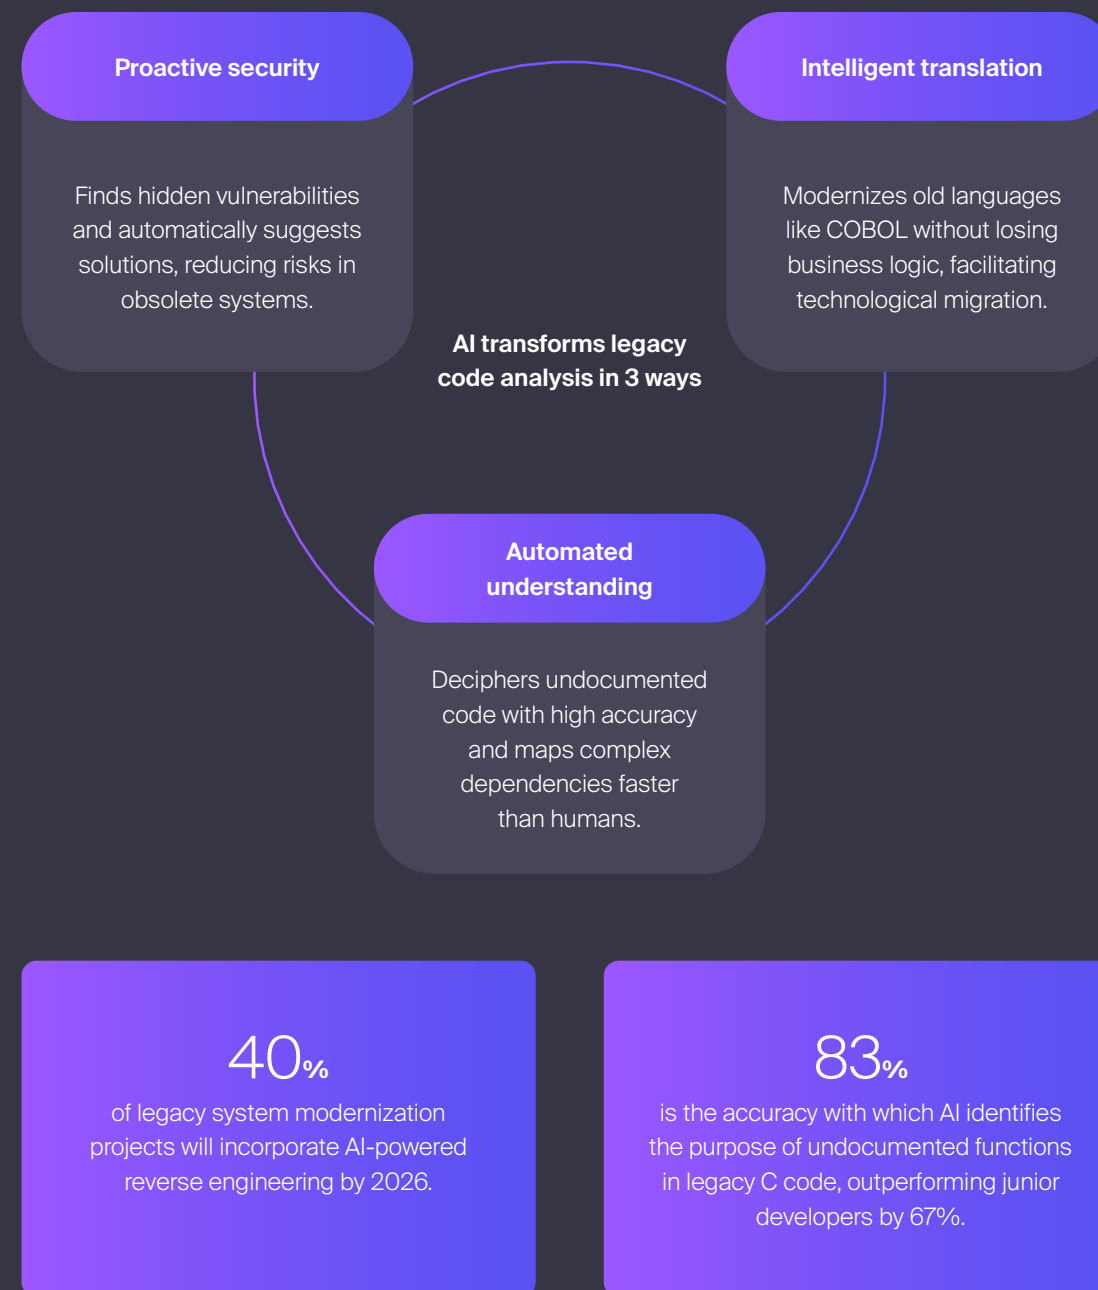 Proactive security
Finds hidden vulnerabilities
and automatically suggests
solutions, reducing risks in
obsolete systems.
Intelligent translation
Modernizes old languages
like COBOL without losing
business logic, facilitating
technological migration.
AI transforms legacy
code analysis in 3 ways
Automated
understanding
Deciphers undocumented
code with high accuracy
and maps complex
dependencies faster
than humans.
40%
of legacy system modernization
projects will incorporate AI-powered
reverse engineering by 2026.
83%
is the accuracy with which AI identifies
the purpose of undocumented functions
in legacy C code, outperforming junior
developers by 67%.